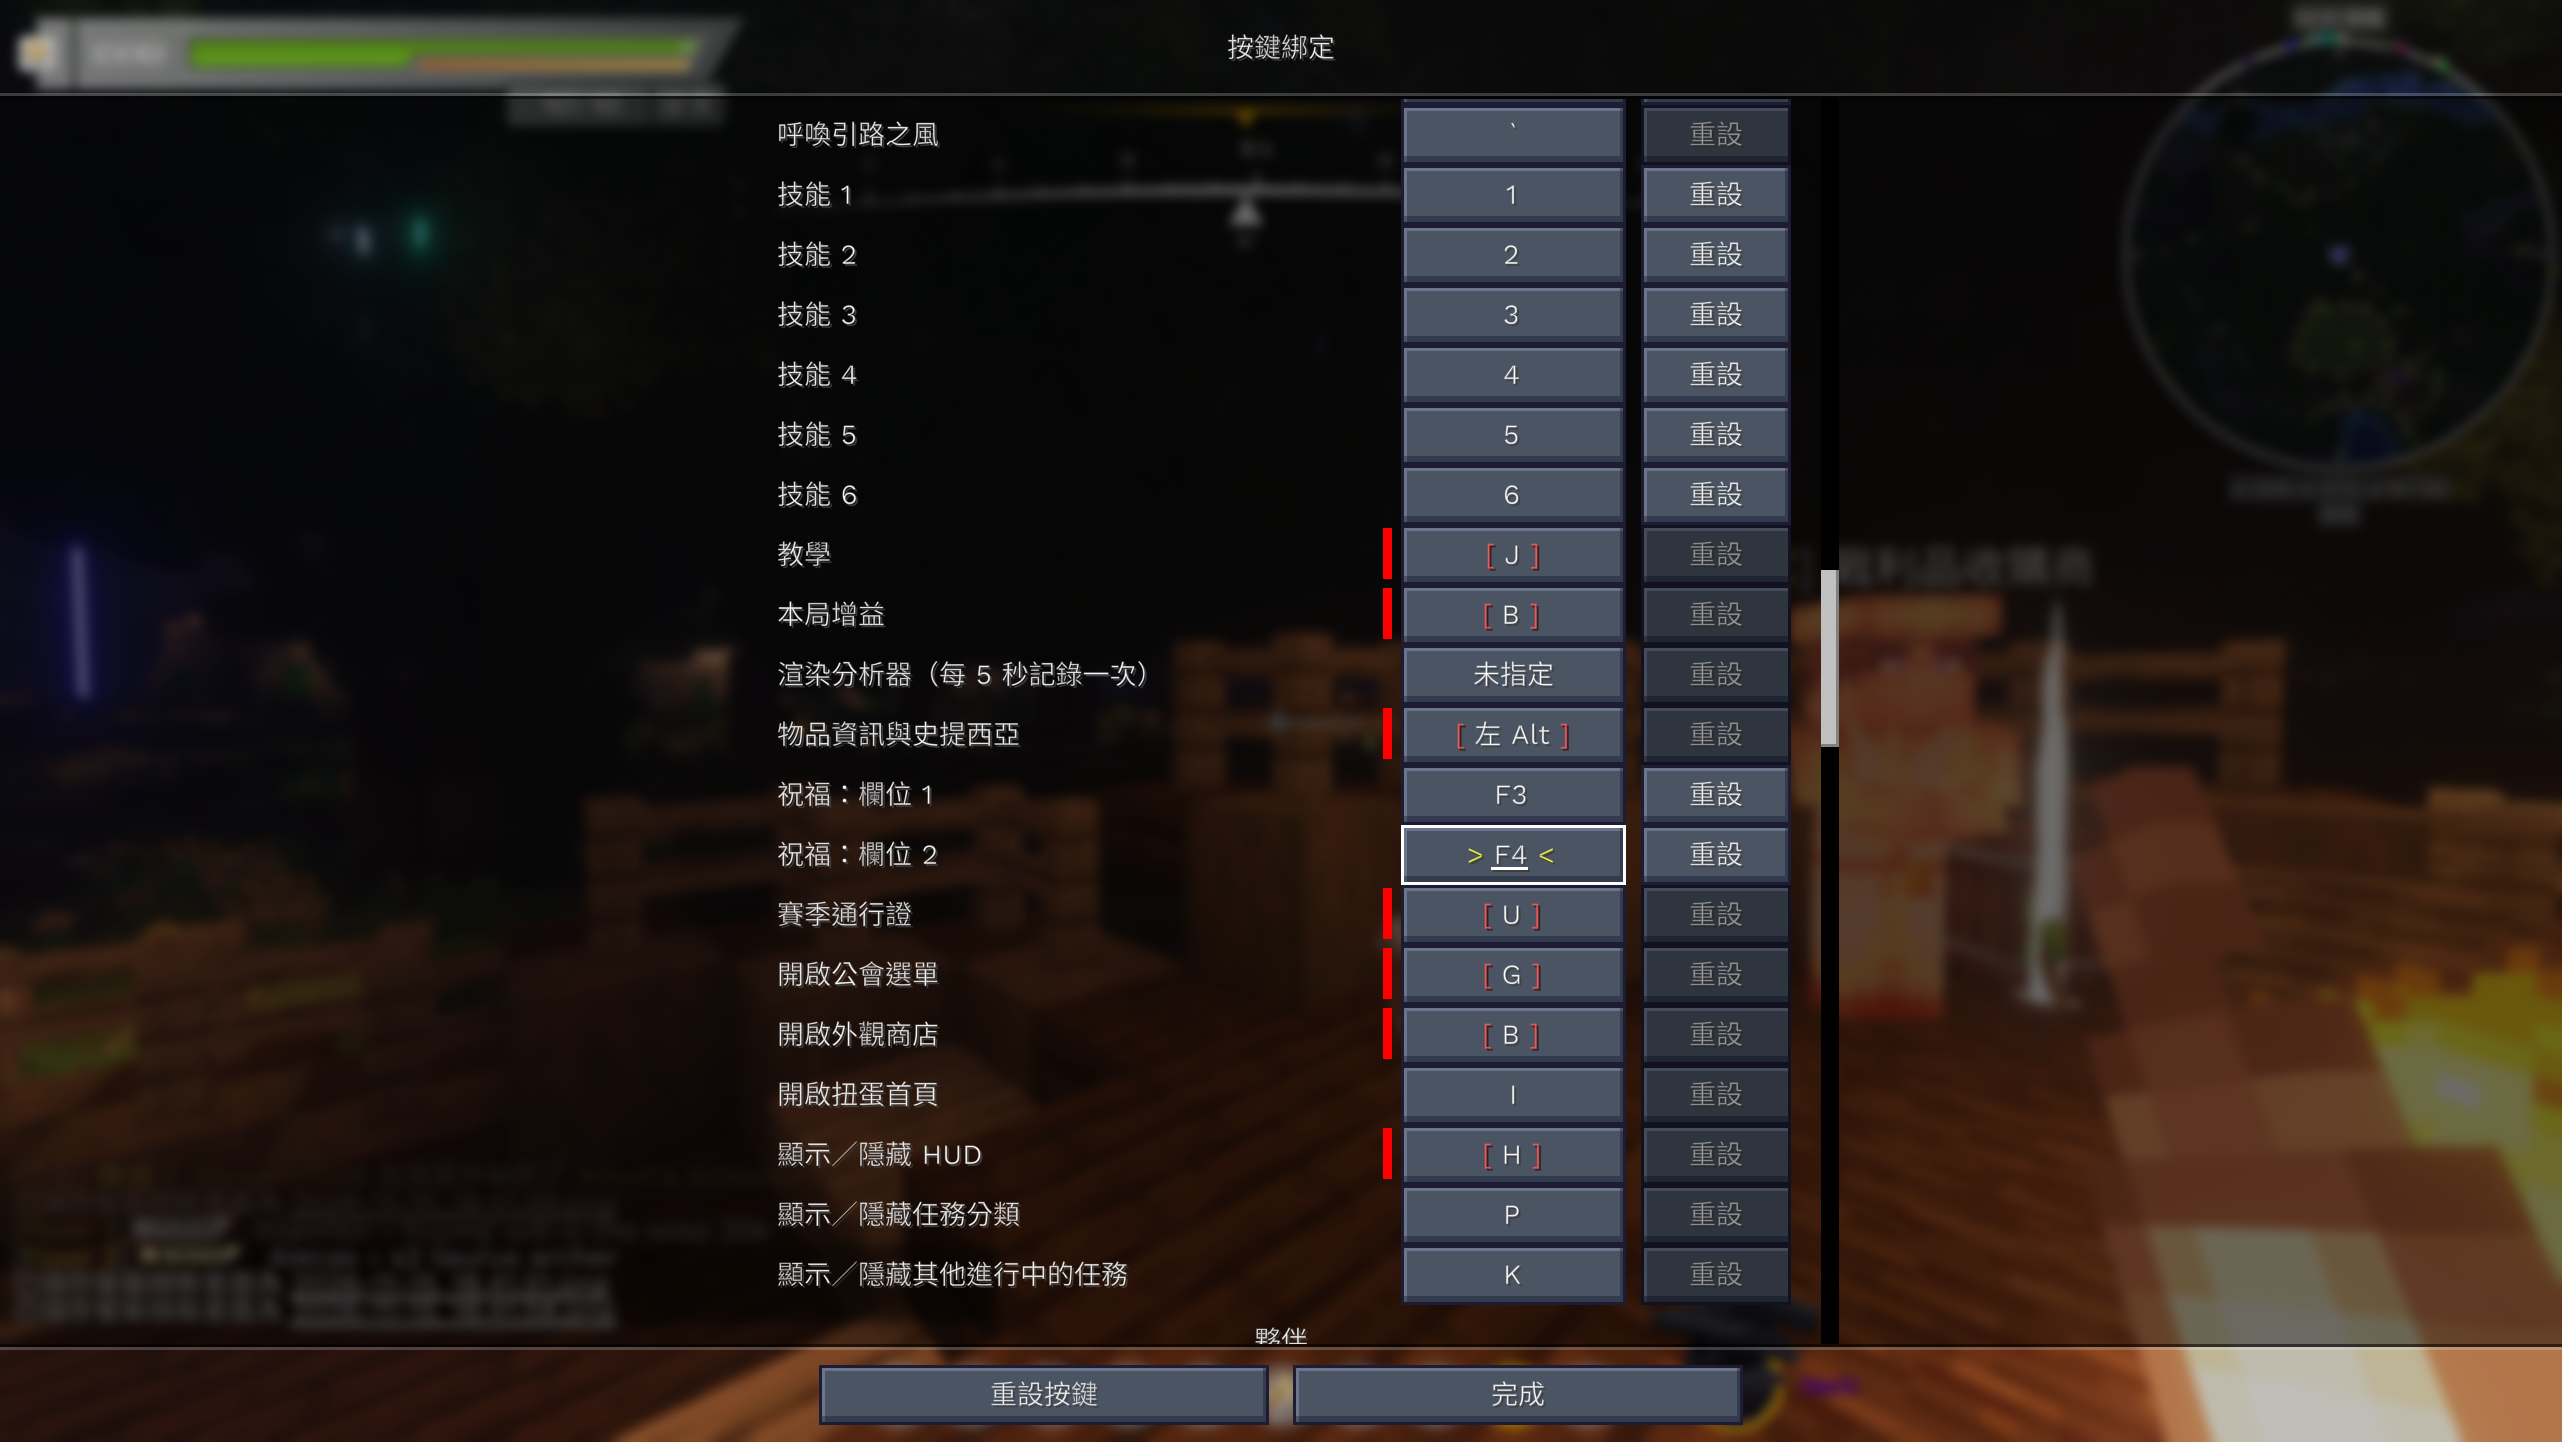 按鍵綁定
呼喚引路之風 ` 重設
技能 1 1 重設
技能 2 2 重設
技能 3 3 重設
技能 4 4 重設
技能 5 5 重設
技能 6 6 重設
教學 [ J ] 重設
本局增益 [ B ] 重設
渲染分析器（每 5 秒記錄一次） 未指定 重設
物品資訊與史提西亞 [ 左 Alt ] 重設
祝福：欄位 1 F3 重設
祝福：欄位 2 > F4 < 重設
賽季通行證 [ U ] 重設
開啟公會選單 [ G ] 重設
開啟外觀商店 [ B ] 重設
開啟扭蛋首頁 I 重設
顯示／隱藏 HUD [ H ] 重設
顯示／隱藏任務分類 P 重設
顯示／隱藏其他進行中的任務 K 重設
夥伴
重設按鍵 完成
戰利品收購商